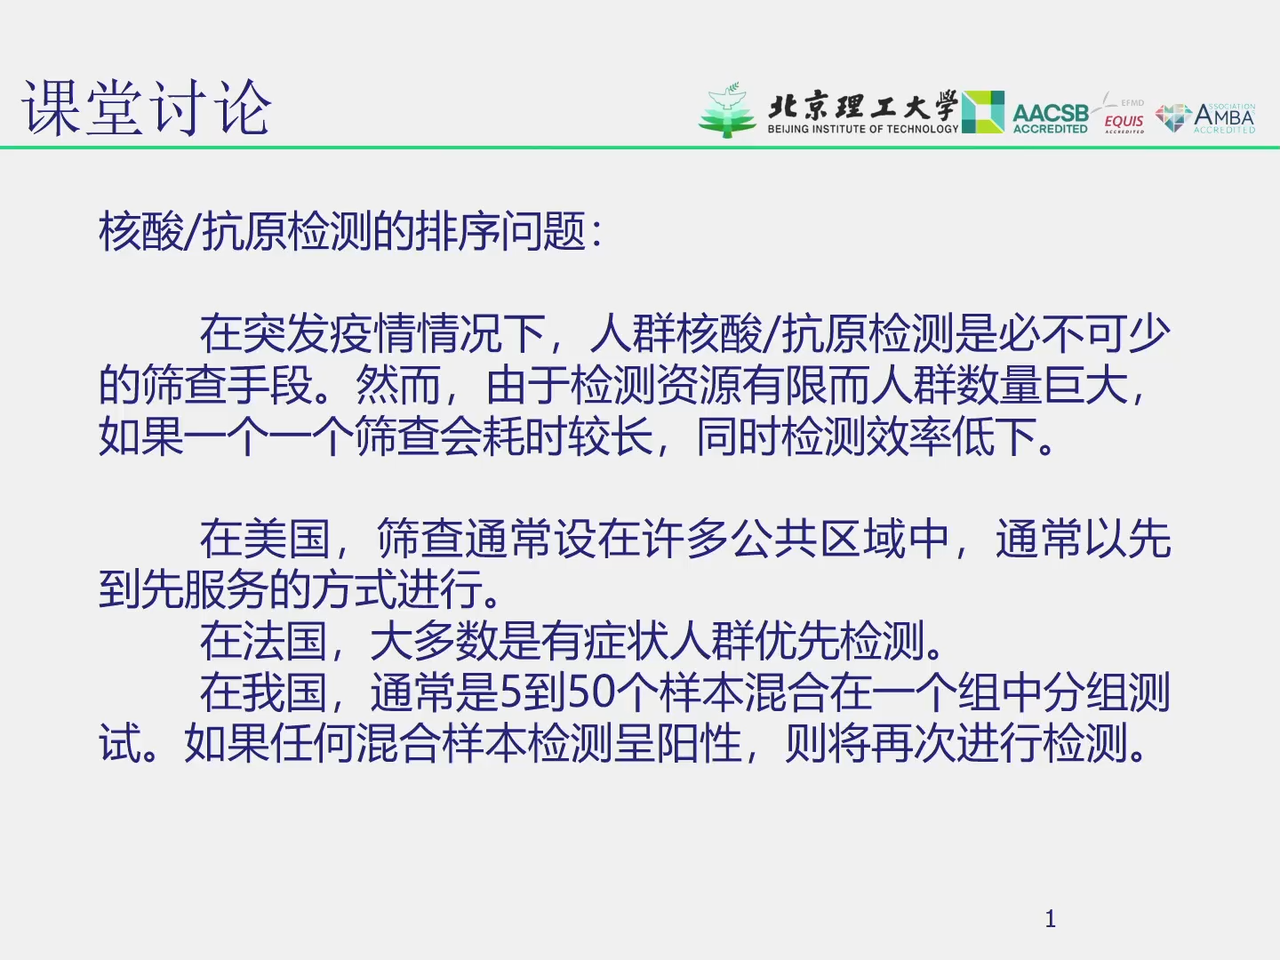 课堂讨论
北京理工大学
BEIJING INSTITUTE OF TECHNOLOGY
AACSB
ACCREDITED
EFMD
EQUIS
ACCREDITED
ASSOCIATION
AMBA
ACCREDITED
核酸/抗原检测的排序问题：
在突发疫情情况下，人群核酸/抗原检测是必不可少
的筛查手段。然而，由于检测资源有限而人群数量巨大，
如果一个一个筛查会耗时较长，同时检测效率低下。
在美国，筛查通常设在许多公共区域中，通常以先
到先服务的方式进行。
在法国，大多数是有症状人群优先检测。
在我国，通常是5到50个样本混合在一个组中分组测
试。如果任何混合样本检测呈阳性，则将再次进行检测。
1